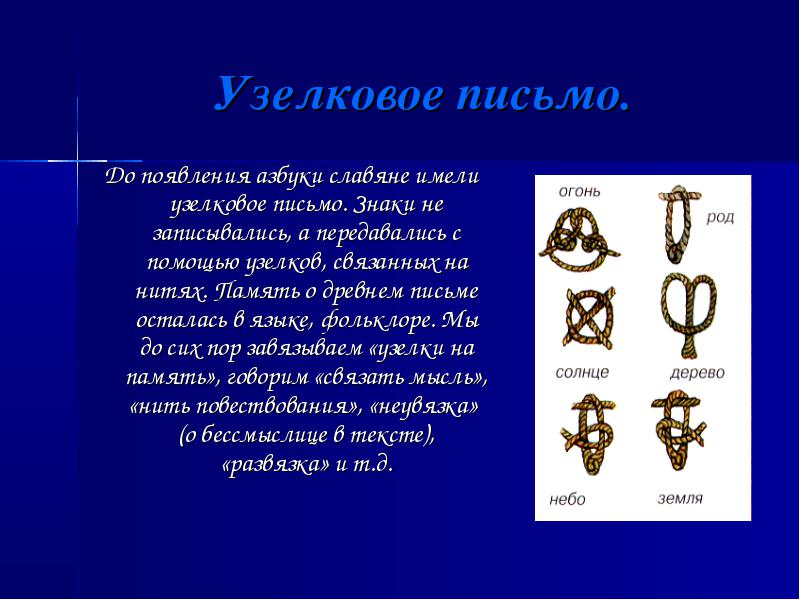 Узелковое письмо.
До появления азбуки славяне имели
узелковое письмо. Знаки не
записывались, а передавались с
помощью узелков, связанных на
нитях. Память о древнем письме
осталась в языке, фольклоре. Мы
до сих пор завязываем «узелки на
память», говорим «связать мысль»,
«нить повествования», «неувязка»
(о бессмыслице в тексте),
«развязка» и т.д.
огонь
род
солнце
дерево
небо
земля